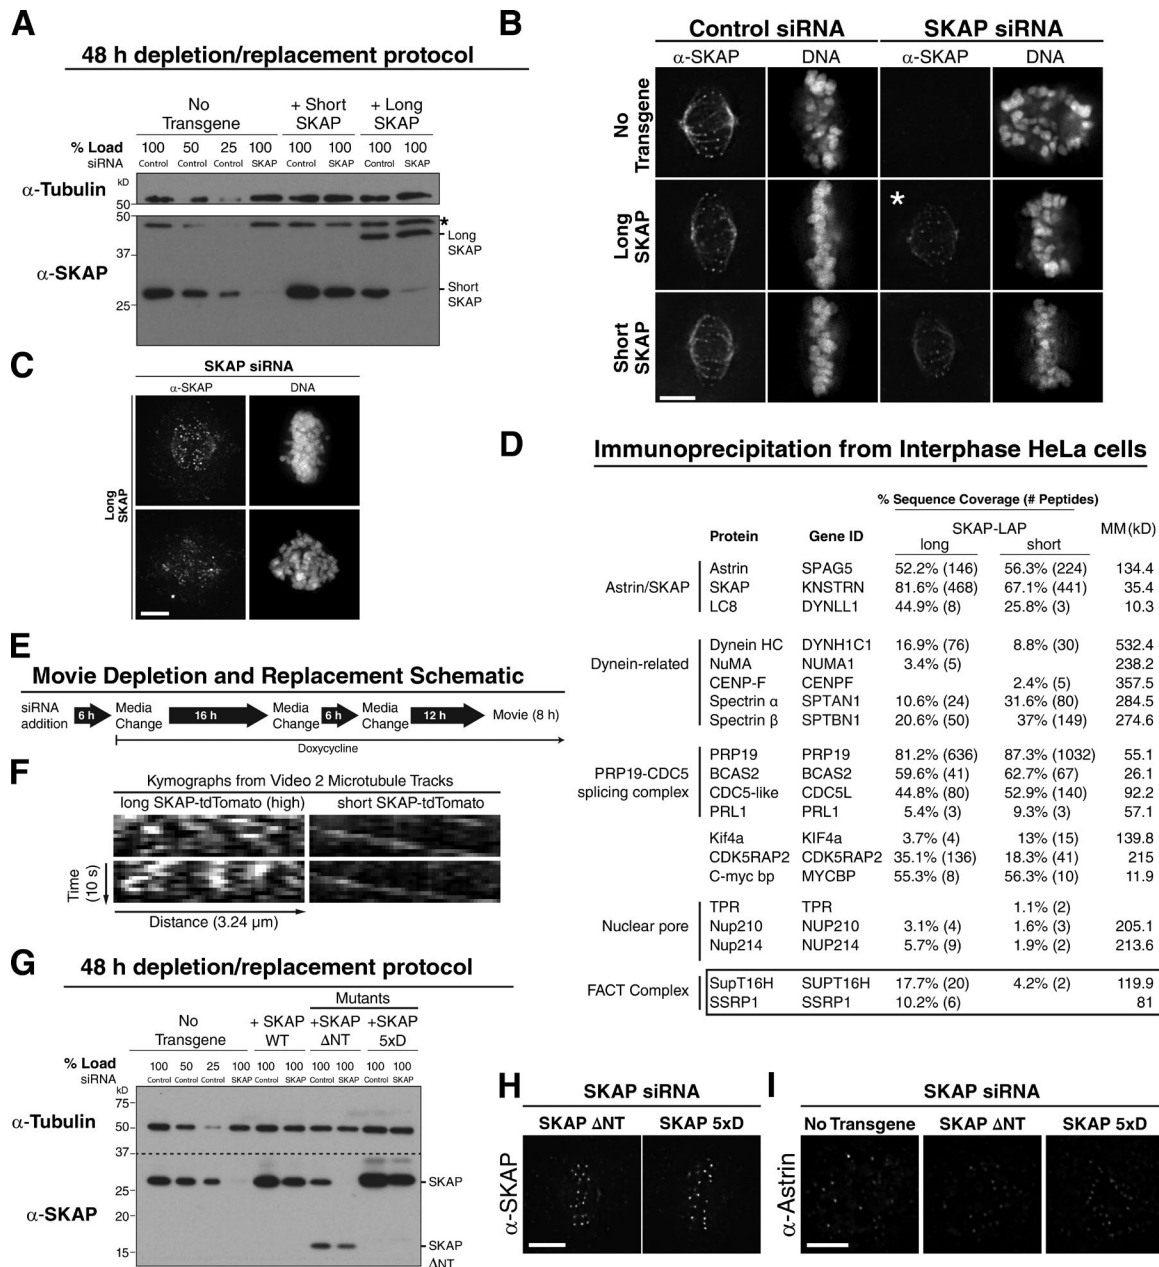 A
48 h depletion/replacement protocol
No Transgene + Short SKAP + Long SKAP
% Load 100 50 25 100 100 100 100 100
siRNA Control Control Control SKAP Control SKAP Control SKAP
α-Tubulin
kD
50
50
*
Long SKAP
37
α-SKAP
Short SKAP
25
B
Control siRNA SKAP siRNA
α-SKAP DNA α-SKAP DNA
No Transgene
Long SKAP
*
Short SKAP
C
SKAP siRNA
α-SKAP DNA
Long SKAP
D
Immunoprecipitation from Interphase HeLa cells
% Sequence Coverage (# Peptides)
SKAP-LAP
Protein Gene ID long short MM (kD)
Astrin/SKAP
Astrin SPAG5 52.2% (146) 56.3% (224) 134.4
SKAP KNSTRN 81.6% (468) 67.1% (441) 35.4
LC8 DYNLL1 44.9% (8) 25.8% (3) 10.3
Dynein-related
Dynein HC DYNH1C1 16.9% (76) 8.8% (30) 532.4
NuMA NUMA1 3.4% (5) 238.2
CENP-F CENPF 2.4% (5) 357.5
Spectrin α SPTAN1 10.6% (24) 31.6% (80) 284.5
Spectrin β SPTBN1 20.6% (50) 37% (149) 274.6
PRP19-CDC5 splicing complex
PRP19 PRP19 81.2% (636) 87.3% (1032) 55.1
BCAS2 BCAS2 59.6% (41) 62.7% (67) 26.1
CDC5-like CDC5L 44.8% (80) 52.9% (140) 92.2
PRL1 PRL1 5.4% (3) 9.3% (3) 57.1
Kif4a KIF4a 3.7% (4) 13% (15) 139.8
CDK5RAP2 CDK5RAP2 35.1% (136) 18.3% (41) 215
C-myc bp MYCBP 55.3% (8) 56.3% (10) 11.9
Nuclear pore
TPR TPR 1.1% (2)
Nup210 NUP210 3.1% (4) 1.6% (3) 205.1
Nup214 NUP214 5.7% (9) 1.9% (2) 213.6
FACT Complex
SupT16H SUPT16H 17.7% (20) 4.2% (2) 119.9
SSRP1 SSRP1 10.2% (6) 81
E
Movie Depletion and Replacement Schematic
siRNA addition 6 h Media Change 16 h Media Change 6 h Media Change 12 h Movie (8 h)
Doxycycline
F
Kymographs from Video 2 Microtubule Tracks
long SKAP-tdTomato (high) short SKAP-tdTomato
Time (10 s)
Distance (3.24 µm)
G
48 h depletion/replacement protocol
Mutants
No Transgene + SKAP WT +SKAP ΔNT +SKAP 5xD
% Load 100 50 25 100 100 100 100 100 100 100
siRNA Control Control Control SKAP Control SKAP Control SKAP Control SKAP
kD
75
α-Tubulin
50
37
SKAP
25
α-SKAP
20
SKAP ΔNT
15
H
SKAP siRNA
SKAP ΔNT SKAP 5xD
α-SKAP
I
SKAP siRNA
No Transgene SKAP ΔNT SKAP 5xD
α-Astrin